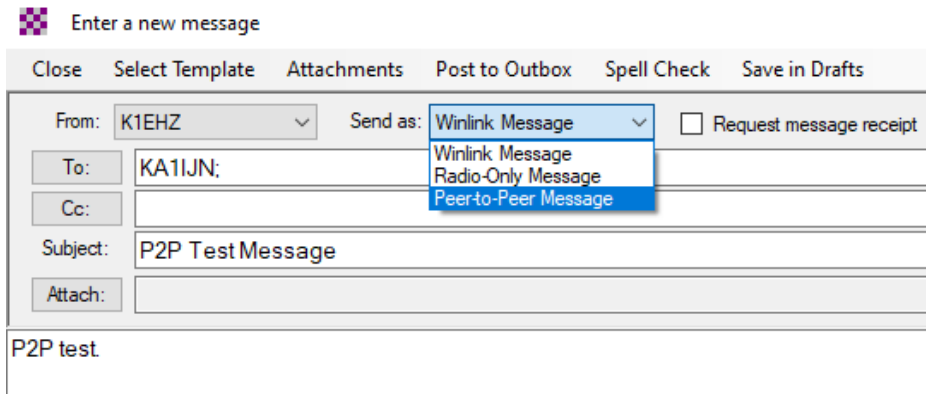 Enter a new message
Close Select Template Attachments Post to Outbox Spell Check Save in Drafts
From: K1EHZ Send as: Winlink Message Request message receipt
Winlink Message
To: KA1IJN; Radio-Only Message
Peer-to-Peer Message
Cc:
Subject: P2P Test Message
Attach:
P2P test.